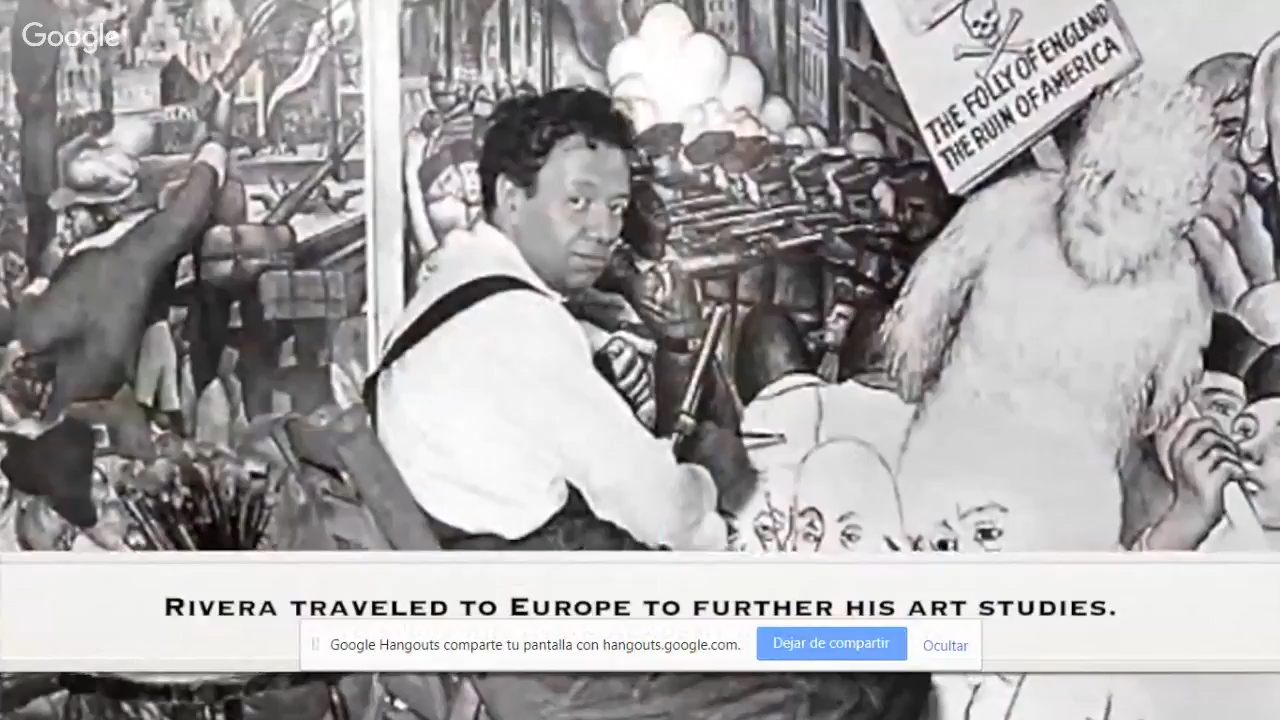 Google
THE FOLLY OF ENGLAND
THE RUIN OF AMERICA
RIVERA TRAVELED TO EUROPE TO FURTHER HIS ART STUDIES.
Google Hangouts comparte tu pantalla con hangouts.google.com.
Dejar de compartir
Ocultar